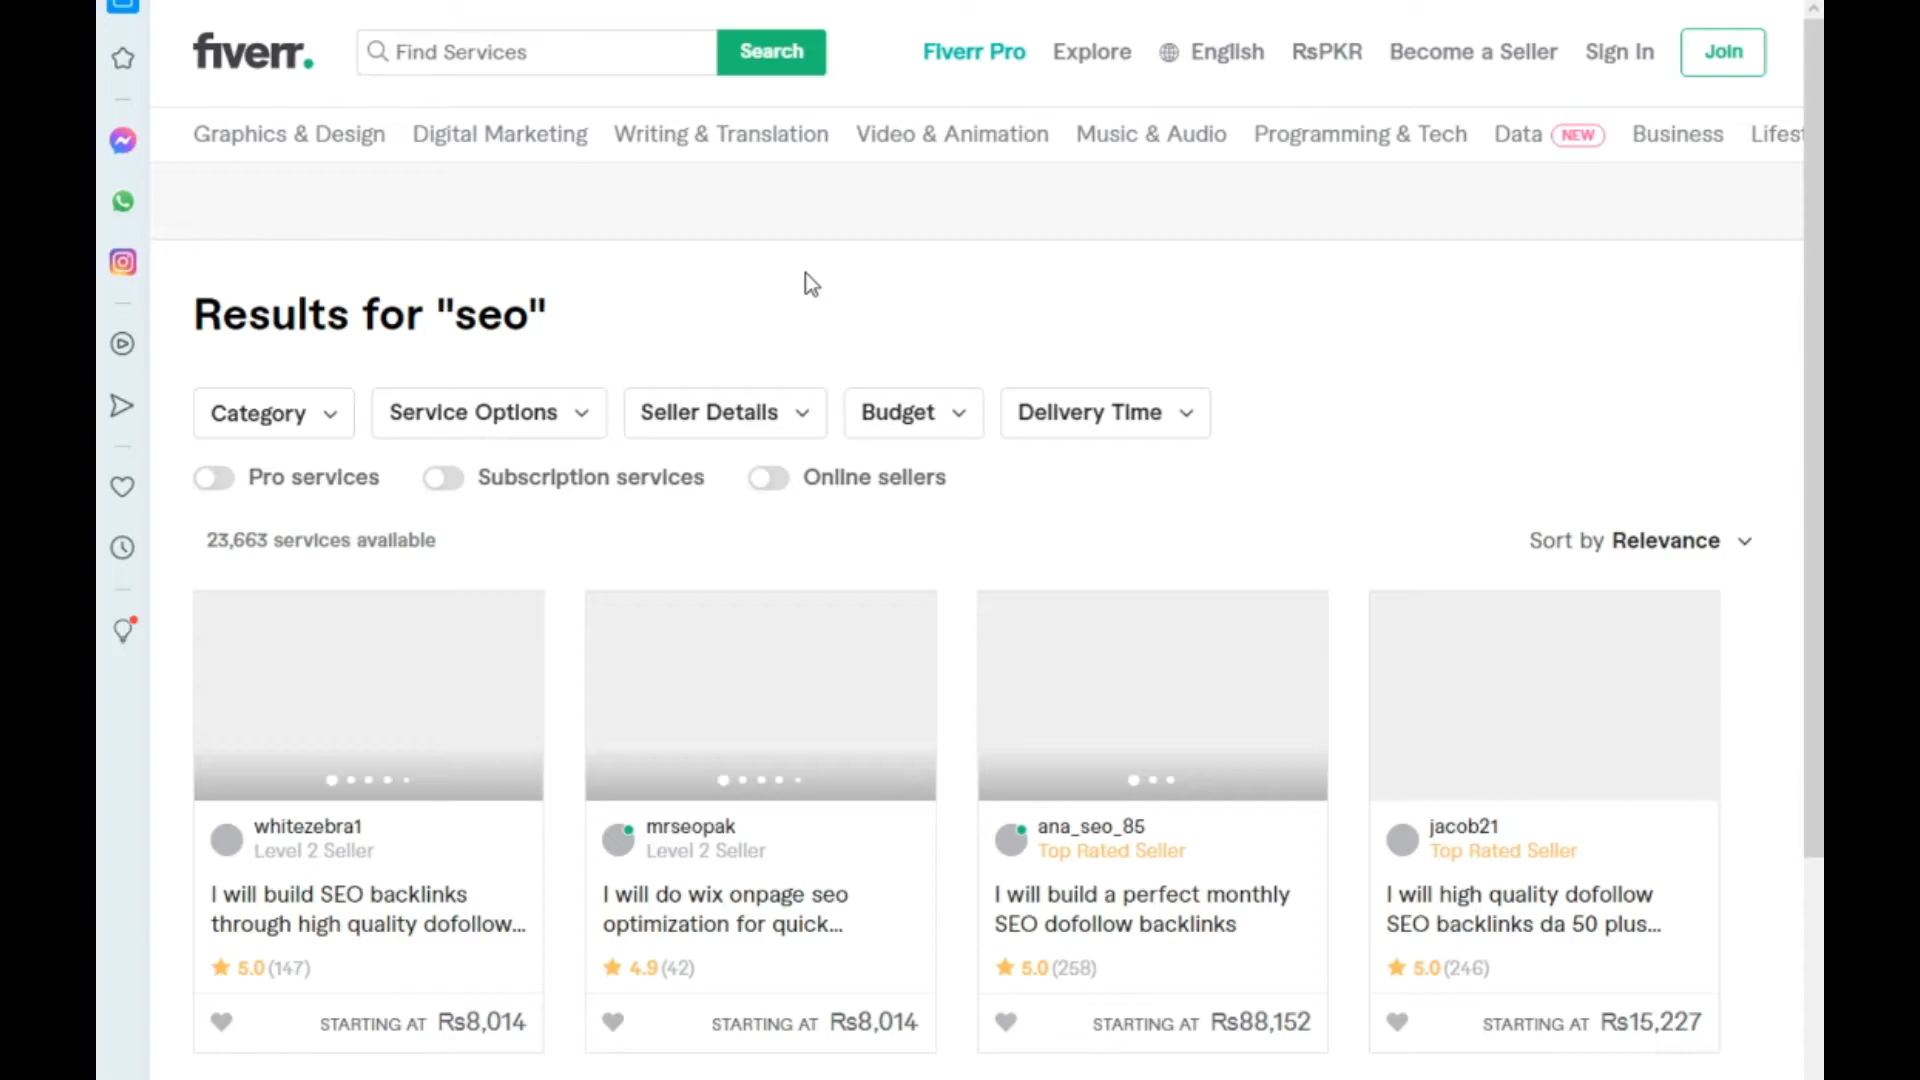 fiverr.
Find Services
Search
Fiverr Pro
Explore
English
RsPKR
Become a Seller
Sign In
Join
Graphics & Design
Digital Marketing
Writing & Translation
Video & Animation
Music & Audio
Programming & Tech
Data NEW
Business
Lifest
Results for "seo"
Category
Service Options
Seller Details
Budget
Delivery Time
Pro services
Subscription services
Online sellers
23,663 services available
Sort by Relevance
whitezebra1
Level 2 Seller
I will build SEO backlinks
through high quality dofollow...
5.0 (147)
STARTING AT Rs8,014
mrseopak
Level 2 Seller
I will do wix onpage seo
optimization for quick...
4.9 (42)
STARTING AT Rs8,014
ana_seo_85
Top Rated Seller
I will build a perfect monthly
SEO dofollow backlinks
5.0 (258)
STARTING AT Rs88,152
jacob21
Top Rated Seller
I will high quality dofollow
SEO backlinks da 50 plus...
5.0 (246)
STARTING AT Rs15,227